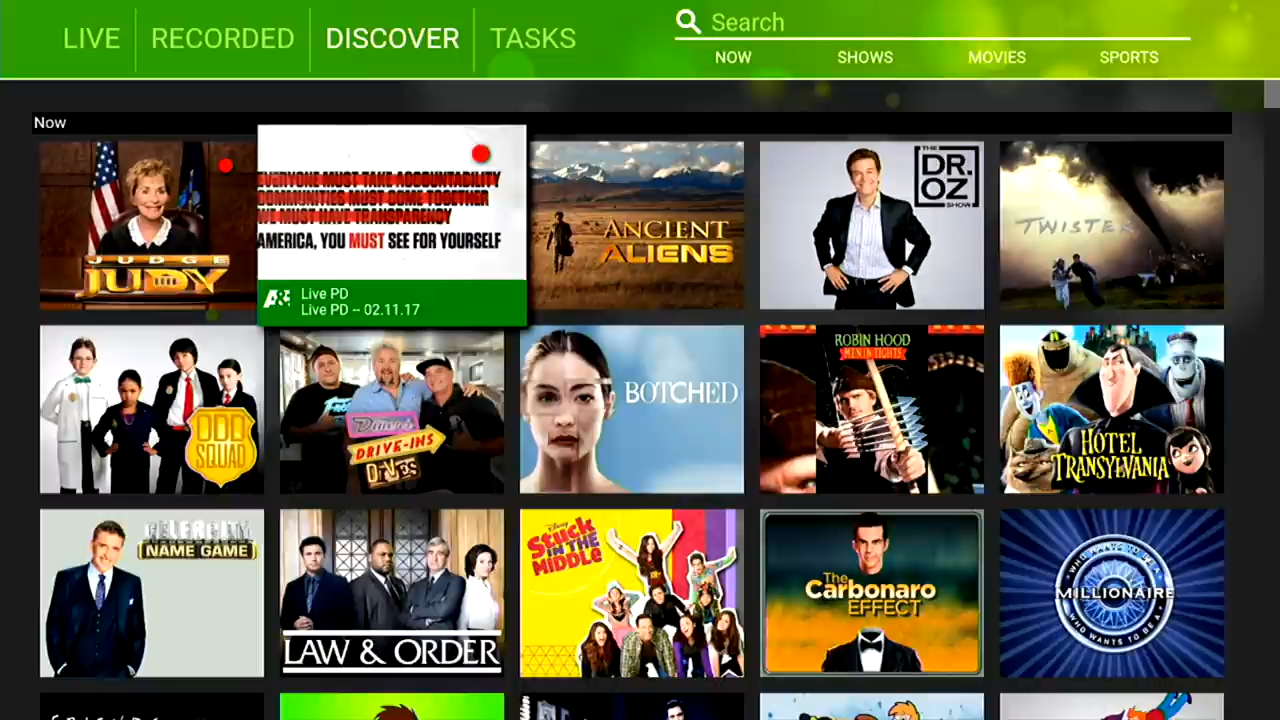 LIVE
RECORDED
DISCOVER
TASKS
Search
NOW
SHOWS
MOVIES
SPORTS
Now
JUDGE
JUDY
EVERYONE MUST TAKE ACCOUNTABILITY
COMMUNITIES MUST COME TOGETHER
WE MUST HAVE TRANSPARENCY
AMERICA, YOU MUST SEE FOR YOURSELF
A&E
Live PD
Live PD -- 02.11.17
ANCIENT
ALIENS
THE
DR.
OZ
SHOW
TWISTER
ODD
SQUAD
Diners
DRIVE-INS
DIVES
BOTCHED
ROBIN HOOD
MEN IN TIGHTS
HOTEL
TRANSYLVANIA
CELEBRITY
NAME GAME
LAW & ORDER
Disney
STUCK
IN THE
MIDDLE
The
Carbonaro
EFFECT
WHO WANTS TO BE A
MILLIONAIRE
WHO WANTS TO BE A